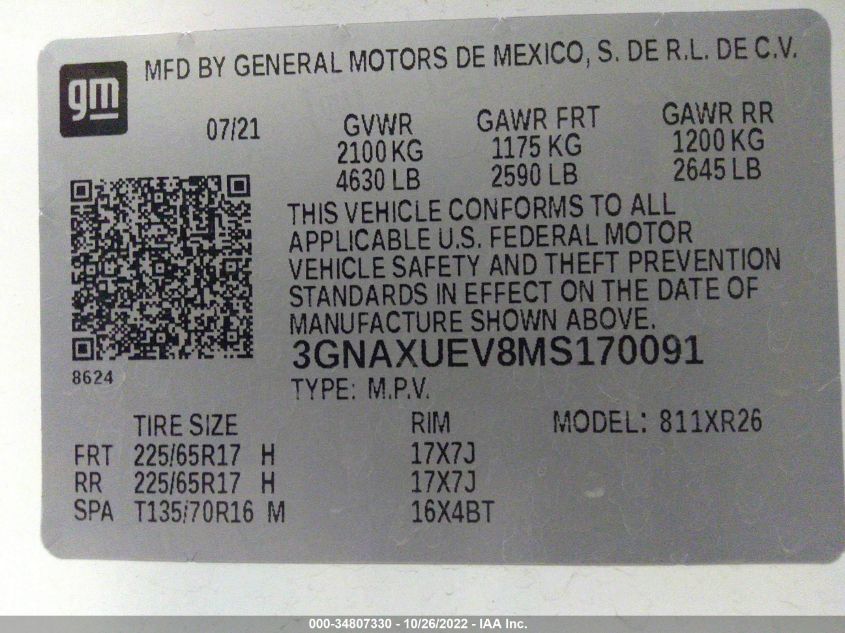 gm
MFD BY GENERAL MOTORS DE MEXICO, S. DE R.L. DE C.V.
07/21 GVWR GAWR FRT GAWR RR
2100 KG 1175 KG 1200 KG
4630 LB 2590 LB 2645 LB
THIS VEHICLE CONFORMS TO ALL
APPLICABLE U.S. FEDERAL MOTOR
VEHICLE SAFETY AND THEFT PREVENTION
STANDARDS IN EFFECT ON THE DATE OF
MANUFACTURE SHOWN ABOVE.
3GNAXUEV8MS170091
8624
TYPE: M.P.V.
TIRE SIZE RIM MODEL: 811XR26
FRT 225/65R17 H 17X7J
RR 225/65R17 H 17X7J
SPA T135/70R16 M 16X4BT
000-34807330 - 10/26/2022 - IAA Inc.